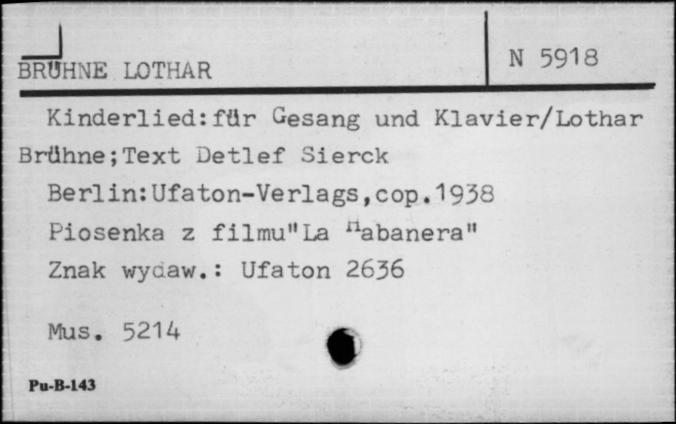 BRÜHNE LOTHAR
N 5918
Kinderlied:für Gesang und Klavier/Lothar
Brühne;Text Detlef Sierck
Berlin:Ufaton-Verlags,cop.1938
Piosenka z filmu"La Habanera"
Znak wydaw.: Ufaton 2636
Mus. 5214
Pu-B-143